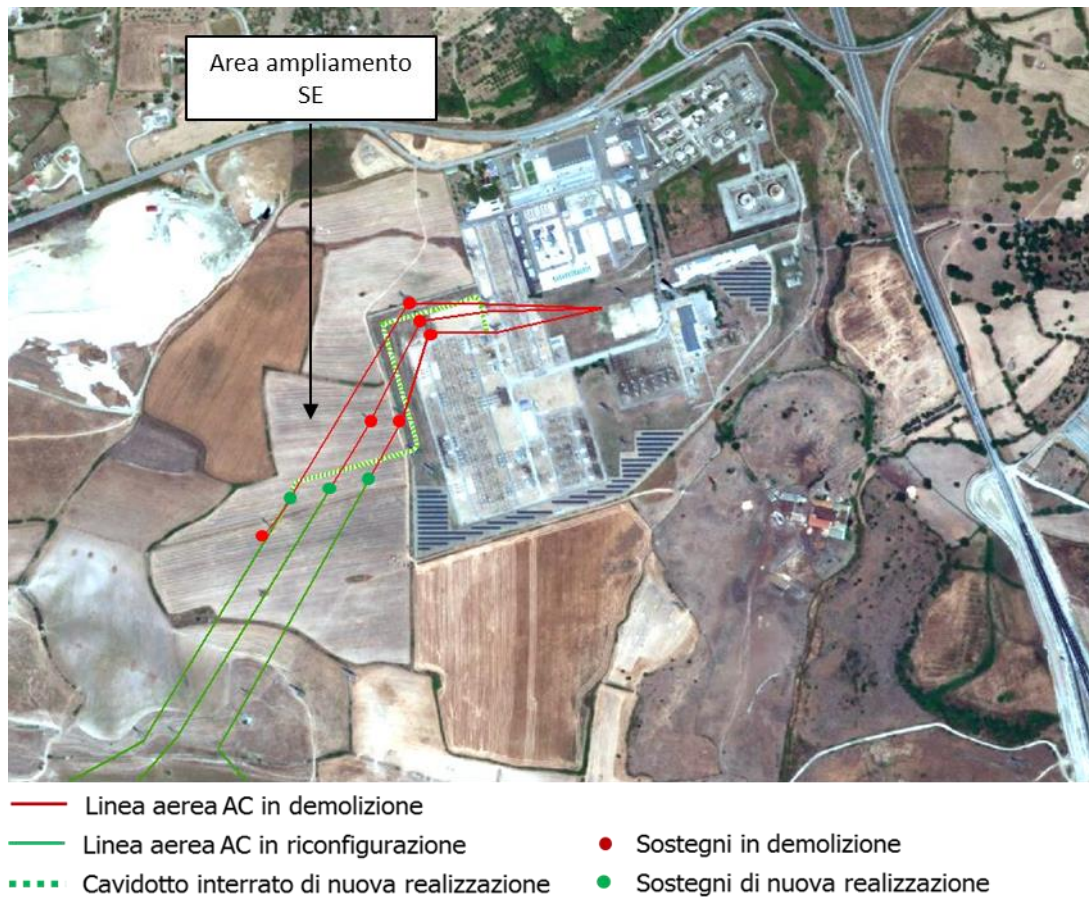 Area ampliamento
SE
Linea aerea AC in demolizione
Linea aerea AC in riconfigurazione
Sostegni in demolizione
Cavidotto interrato di nuova realizzazione
Sostegni di nuova realizzazione